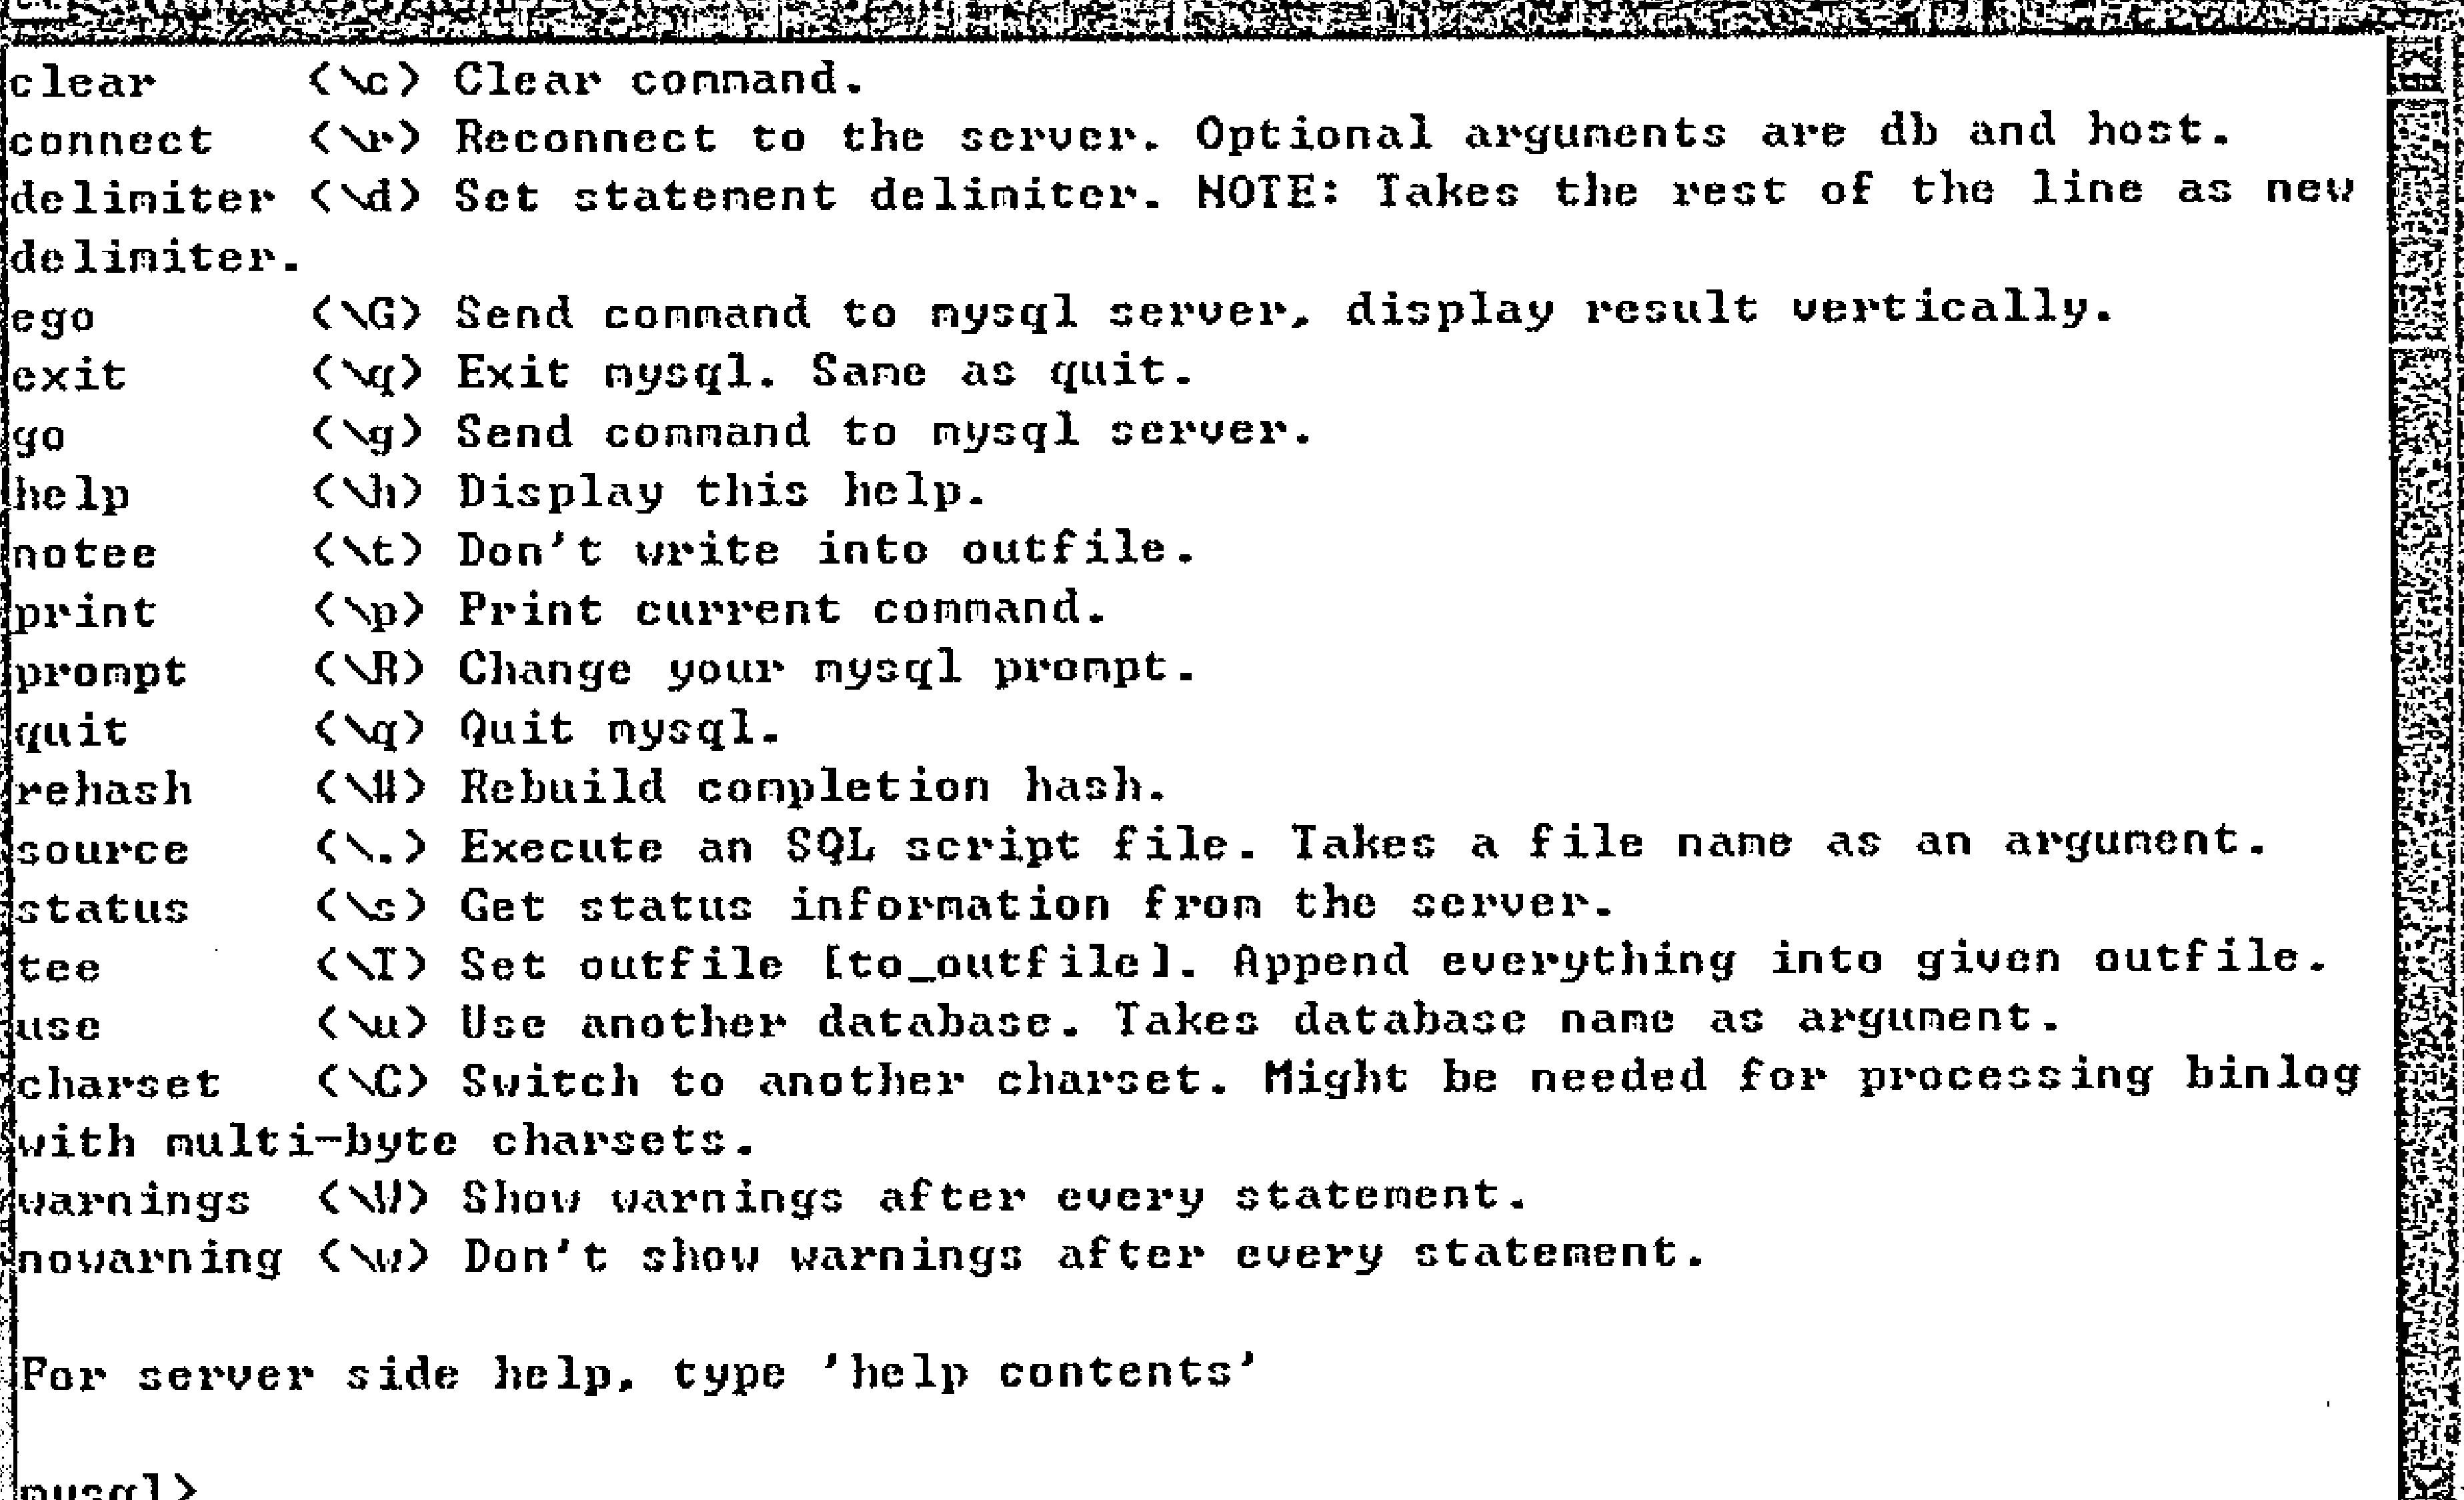 clear     (\c) Clear command.
connect   (\r) Reconnect to the server. Optional arguments are db and host.
delimiter (\d) Set statement delimiter. NOTE: Takes the rest of the line as new
delimiter.
ego       (\G) Send command to mysql server, display result vertically.
exit      (\q) Exit mysql. Same as quit.
go        (\g) Send command to mysql server.
help      (\h) Display this help.
notee     (\t) Don't write into outfile.
print     (\p) Print current command.
prompt    (\R) Change your mysql prompt.
quit      (\q) Quit mysql.
rehash    (\#) Rebuild completion hash.
source    (\.) Execute an SQL script file. Takes a file name as an argument.
status    (\s) Get status information from the server.
tee       (\T) Set outfile [to_outfile]. Append everything into given outfile.
use       (\u) Use another database. Takes database name as argument.
charset   (\C) Switch to another charset. Might be needed for processing binlog
with multi-byte charsets.
warnings  (\W) Show warnings after every statement.
nowarning (\w) Don't show warnings after every statement.
For server side help, type 'help contents'
mysql>